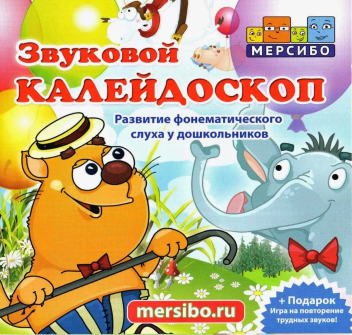 МЕРСИБО
Звуковой
КАЛЕЙДОСКОП
Развитие фонематического
слуха у дошкольников
+ Подарок
Игра на повторение
трудных звуков!
mersibo.ru